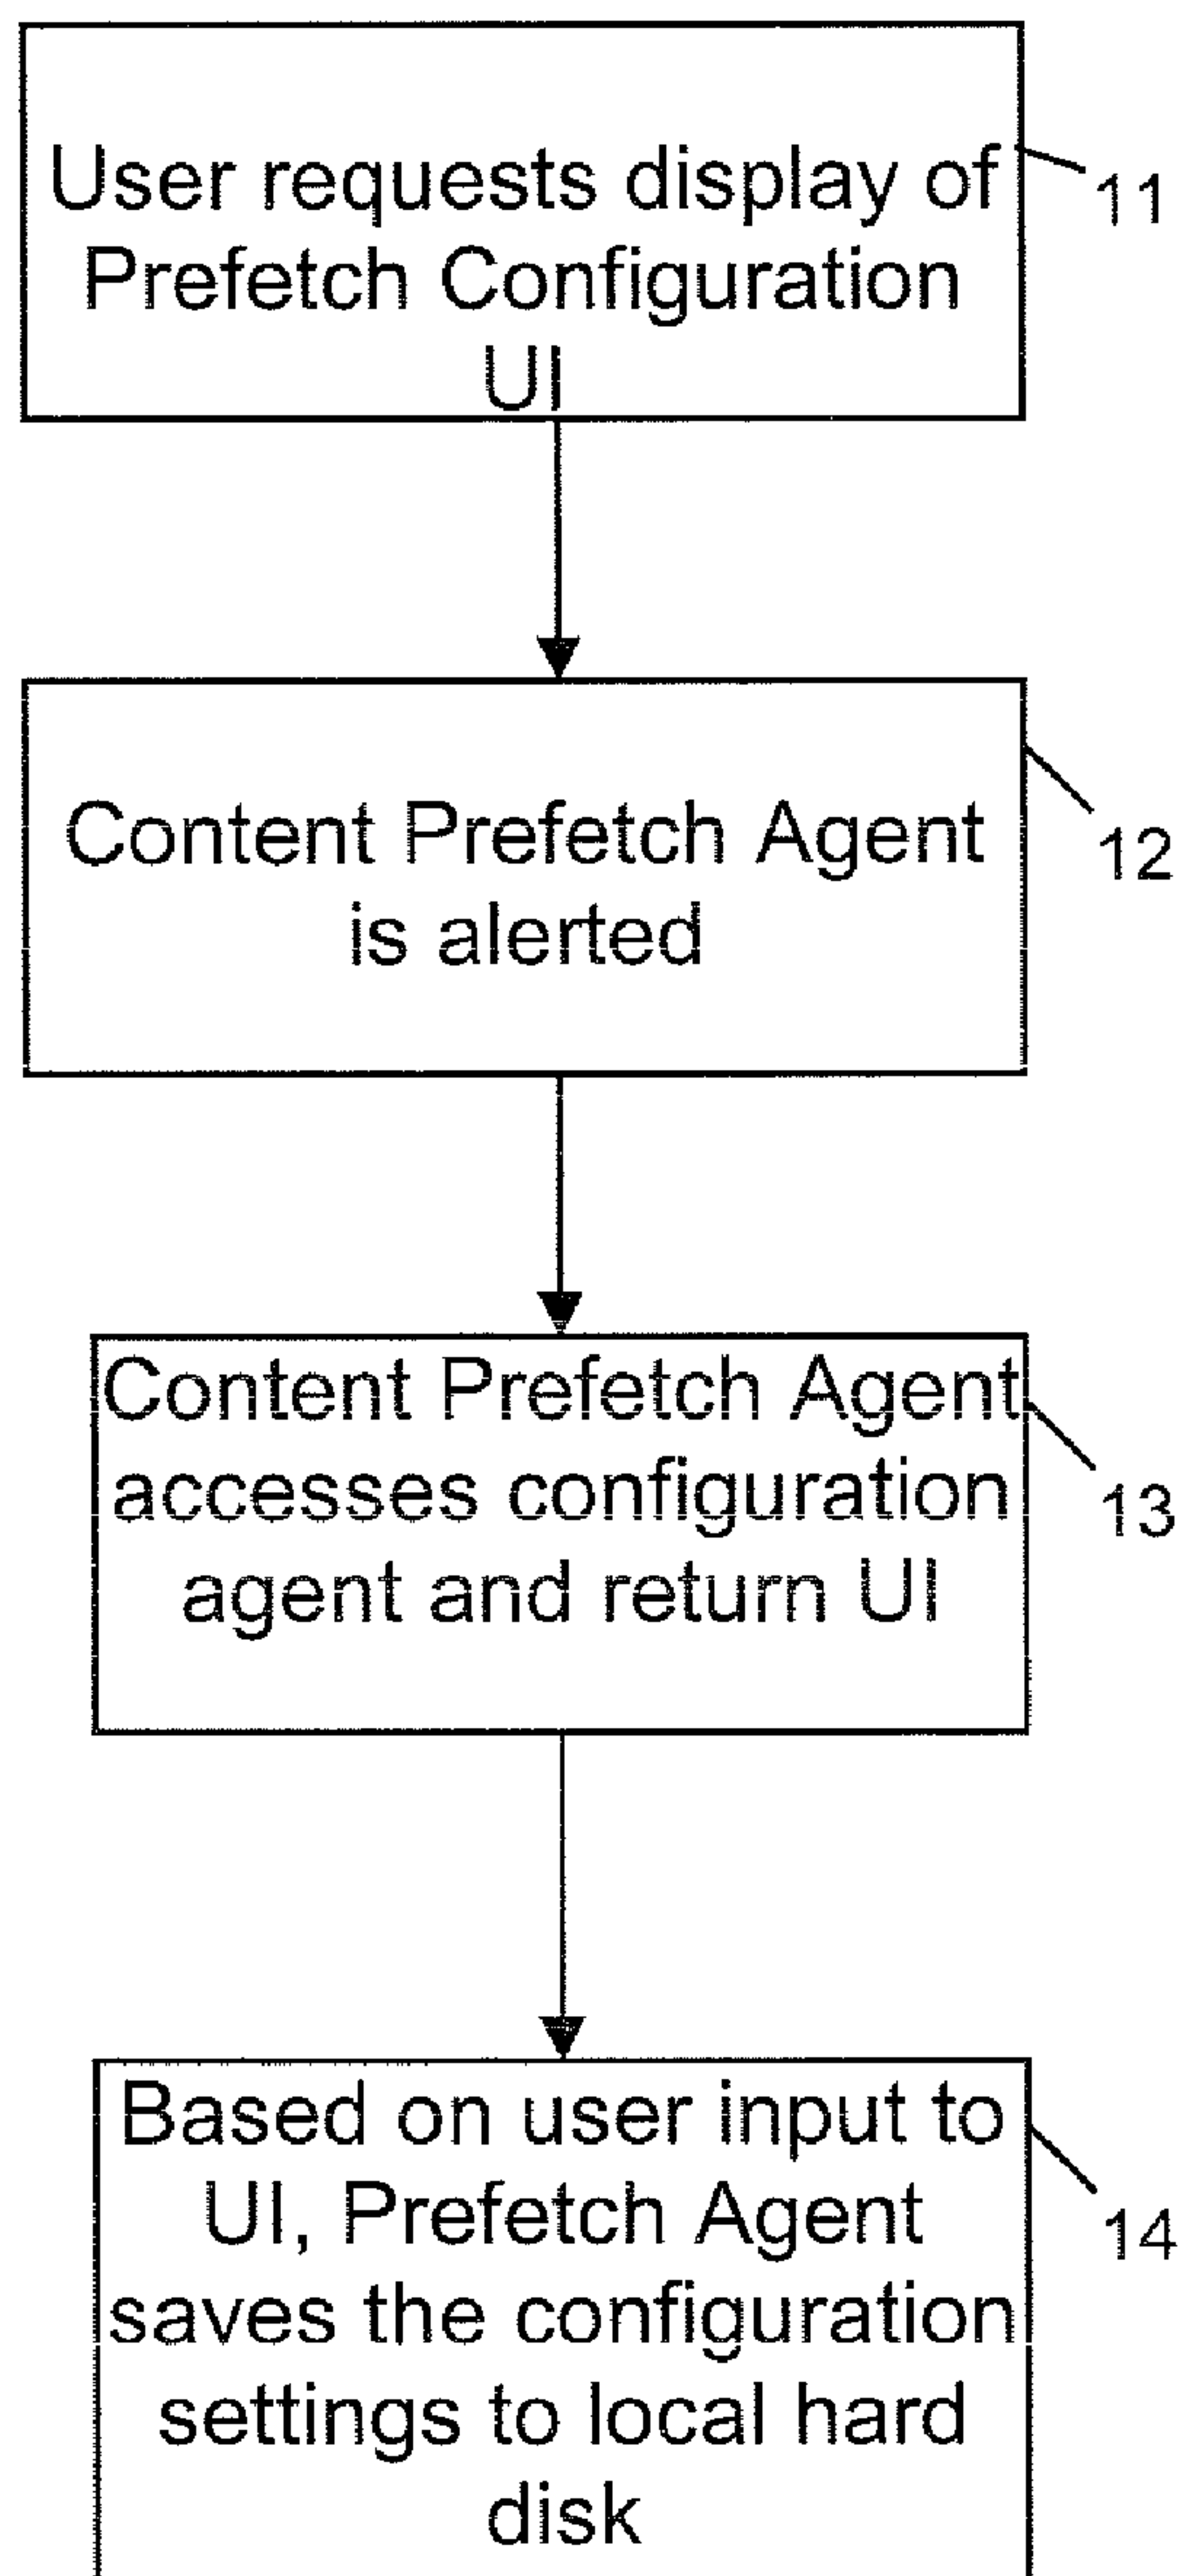 User requests display of
Prefetch Configuration
UI
11
Content Prefetch Agent
is alerted
12
Content Prefetch Agent
accesses configuration
agent and return UI
13
Based on user input to
UI, Prefetch Agent
saves the configuration
settings to local hard
disk
14